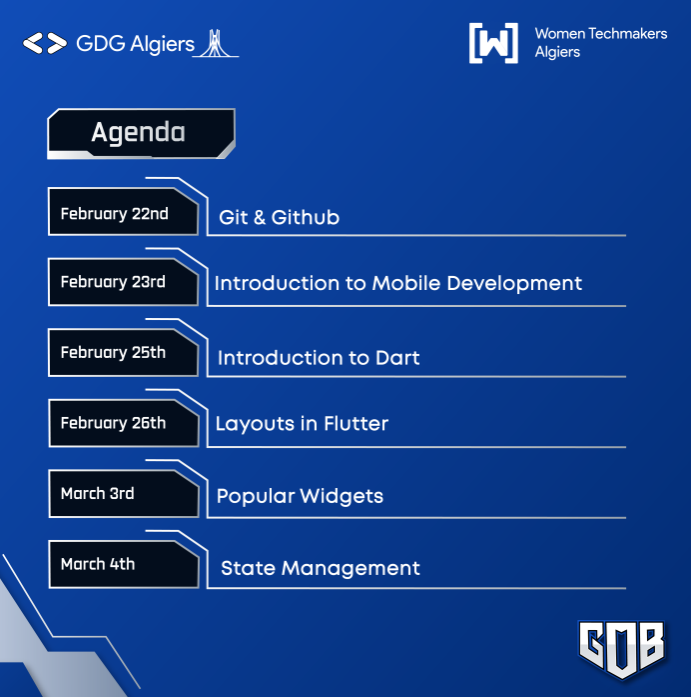 GDG Algiers
Women Techmakers
Algiers
Agenda
February 22nd
Git & Github
February 23rd
Introduction to Mobile Development
February 25th
Introduction to Dart
February 26th
Layouts in Flutter
March 3rd
Popular Widgets
March 4th
State Management
GOB